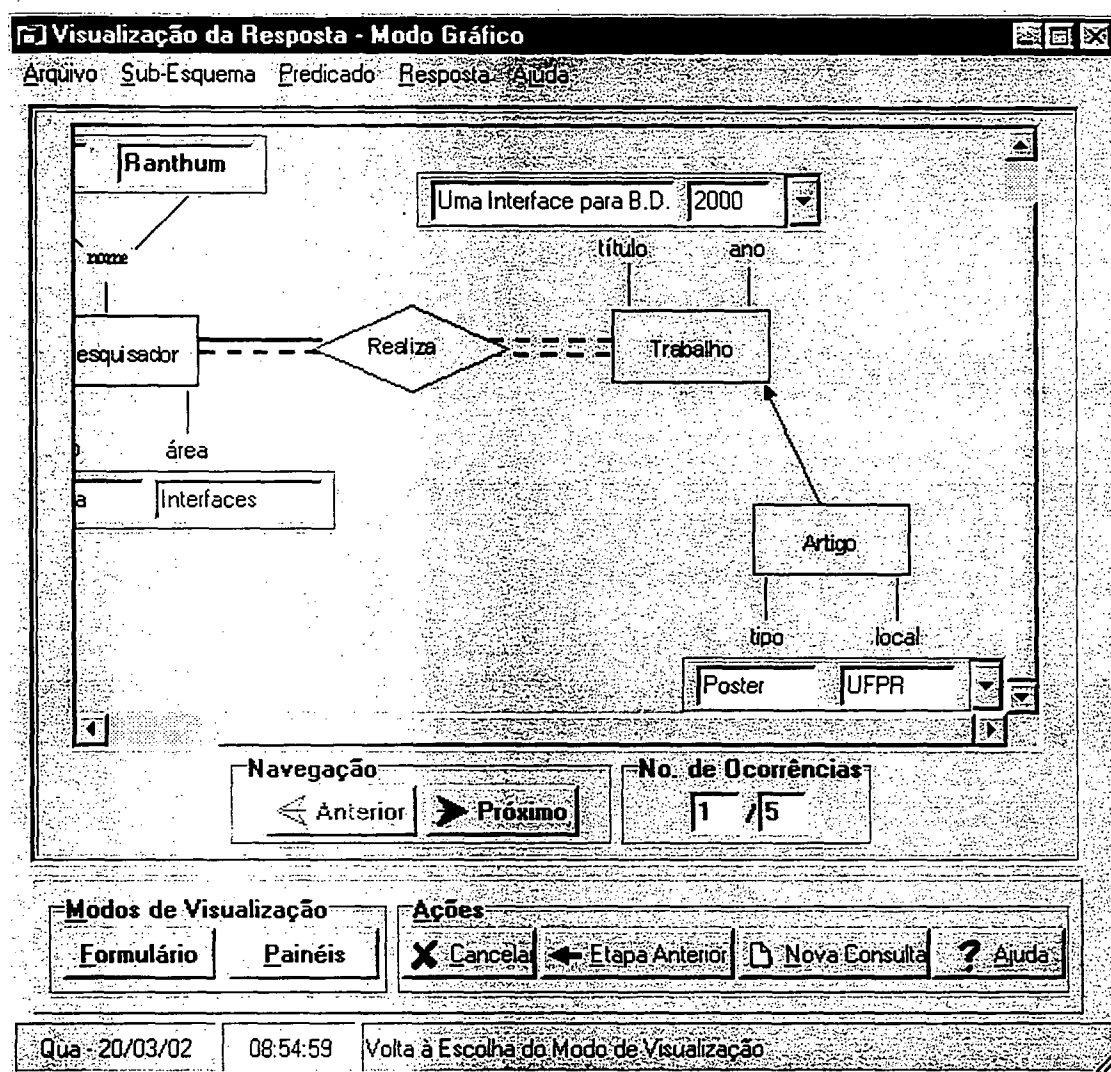 Visualização da Resposta - Modo Gráfico
Arquivo Sub-Esquema Predicado Resposta Ajuda
Ranthum
Uma Interface para B.D. 2000
título ano
nome
esquisador Realiza Trabalho
área
a Interfaces
Artigo
tipo local
Poster UFPR
Navegação No. de Ocorrências
Anterior Próximo 1 / 5
Modos de Visualização Ações
Formulário Painéis Cancelar Etapa Anterior Nova Consulta Ajuda
Qua - 20/03/02 08:54:59 Volta à Escolha do Modo de Visualização